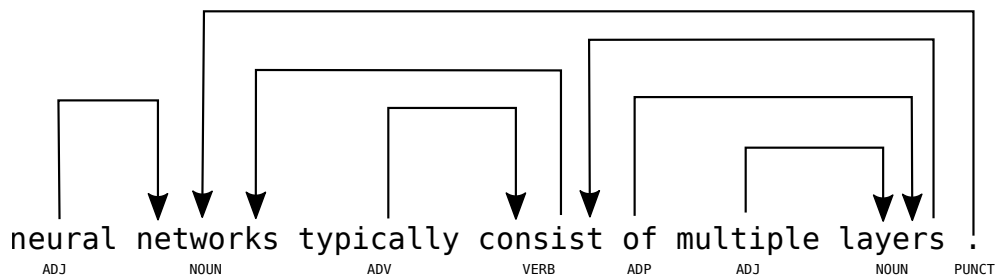 neural networks typically consist of multiple layers .
ADJ NOUN ADV VERB ADP ADJ NOUN PUNCT